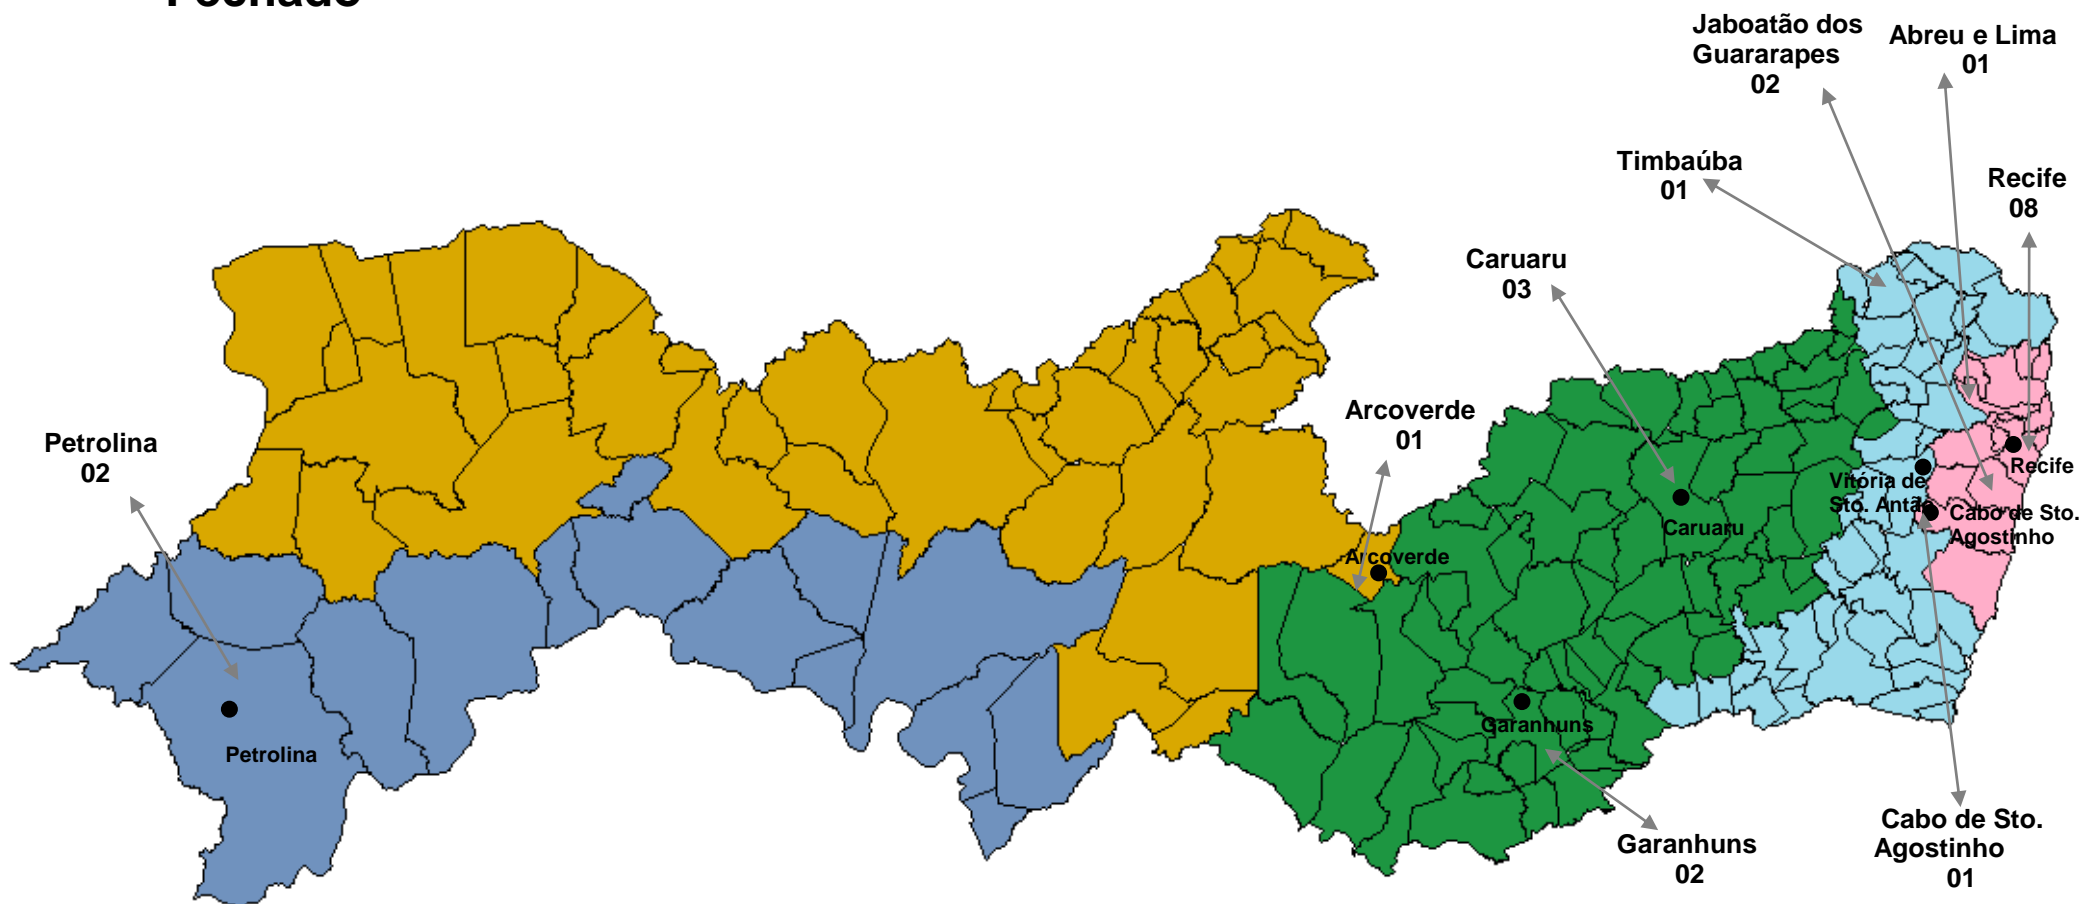 Jaboatão dos
Guararapes
02
Abreu e Lima
01
Timbaúba
01
Recife
08
Caruaru
03
Arcoverde
01
Petrolina
02
Recife
Vitória de
Sto. Antão
Cabo de Sto.
Agostinho
Caruaru
Arcoverde
Garanhuns
Petrolina
Garanhuns
02
Cabo de Sto.
Agostinho
01